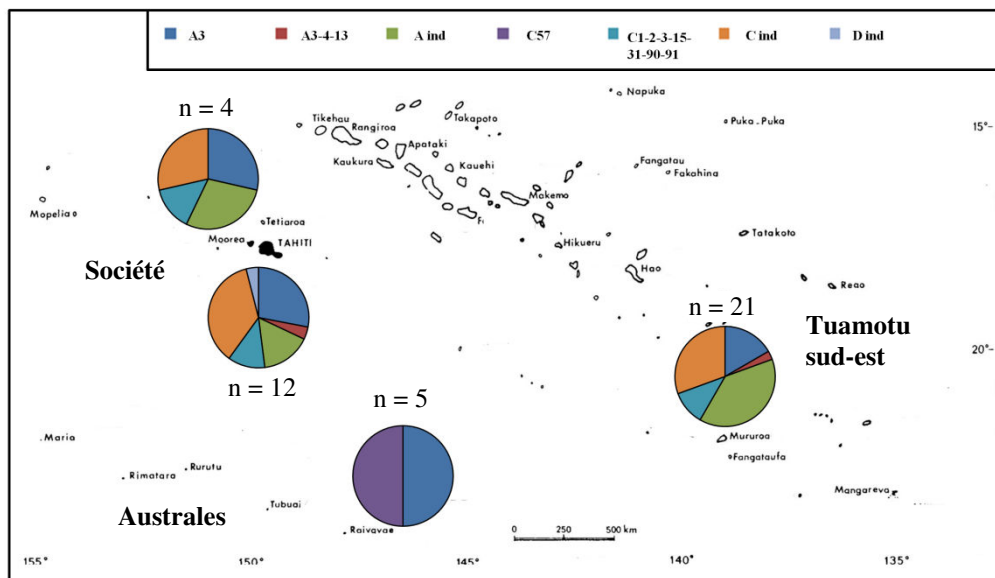 A3 A3-4-13 A ind C57 C1-2-3-15- C ind D ind
31-90-91
n = 4
Napuka
Takapoto
Tikehau
Rangiroa
Puka-Puka
15°
Apataki
Kaukura
Kauehi
Fangatau
Fakahina
Makemo
Mopelia
Tetiaroa
Tatakoto
Moorea
TAHITI
Hikueru
Société
Hao
Reao
n = 21
Tuamotu
sud-est
20°
n = 12
n = 5
Maria
Mururoa
Fangataufa
Rurutu
Rimatara
Mangareva
Australes
Tubuai
Raivavae
0 250 500 km
155° 150° 145° 140° 135°